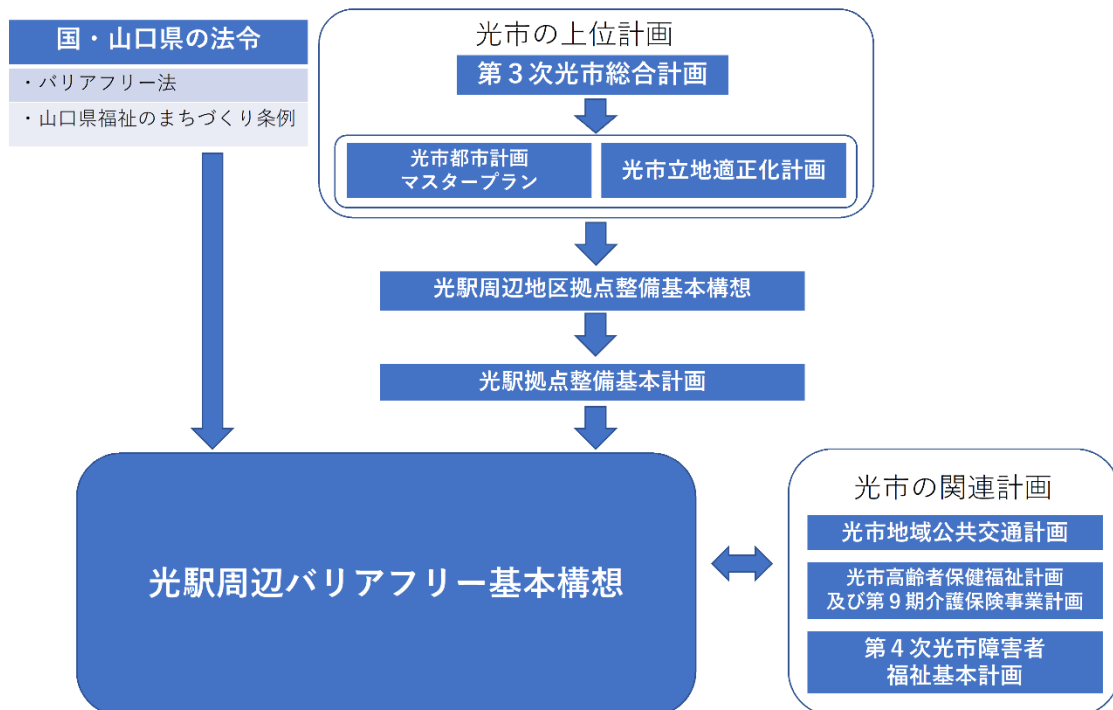 国・山口県の法令
・バリアフリー法
・山口県福祉のまちづくり条例
光市の上位計画
第３次光市総合計画
光市都市計画
マスタープラン
光市立地適正化計画
光駅周辺地区拠点整備基本構想
光駅拠点整備基本計画
光駅周辺バリアフリー基本構想
光市の関連計画
光市地域公共交通計画
光市高齢者保健福祉計画
及び第９期介護保険事業計画
第４次光市障害者
福祉基本計画